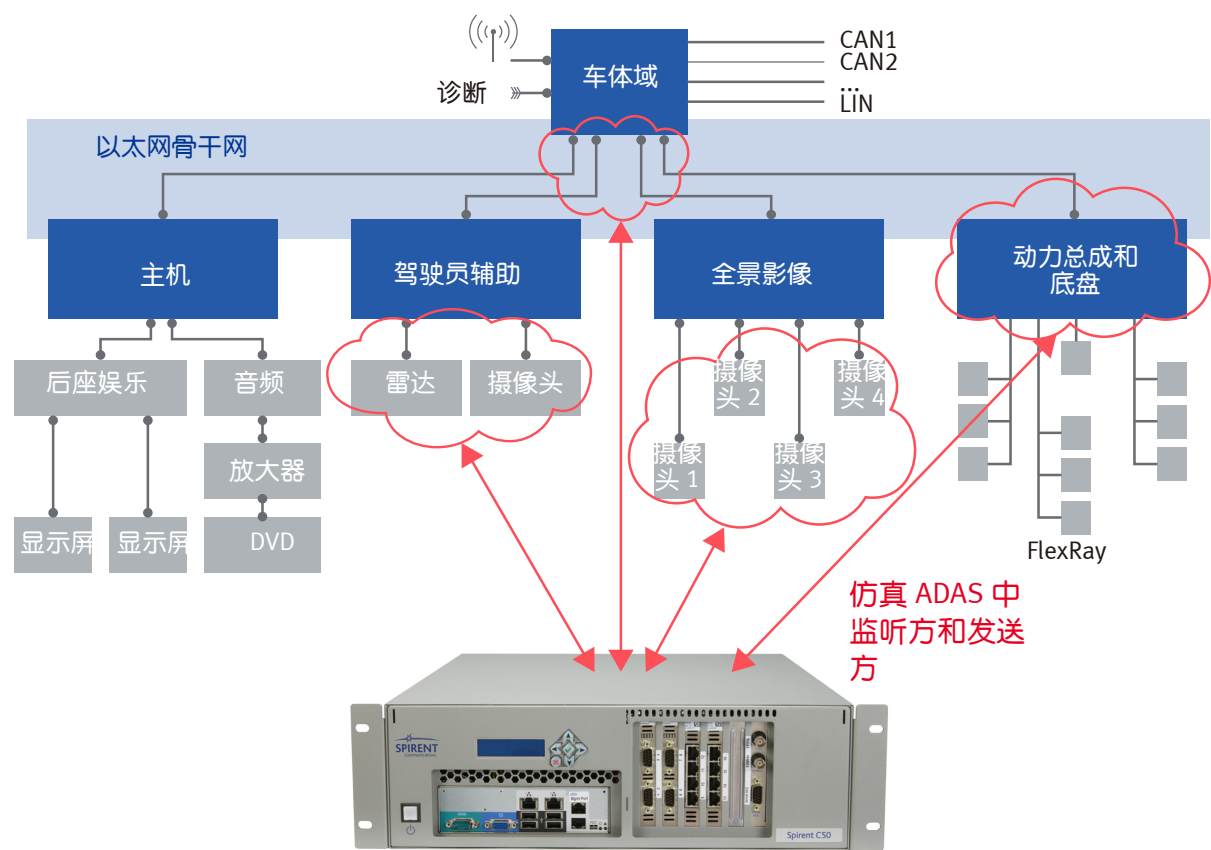 CAN1
CAN2
...
LIN
车体域
诊断
以太网骨干网
主机
驾驶员辅助
全景影像
动力总成和
底盘
后座娱乐
音频
雷达
摄像头
摄像
头 2
摄像
头 4
放大器
摄像
头 1
摄像
头 3
显示屏
显示屏
DVD
FlexRay
仿真 ADAS 中
监听方和发送
方
SPIRENT
Communications
Spirent C50